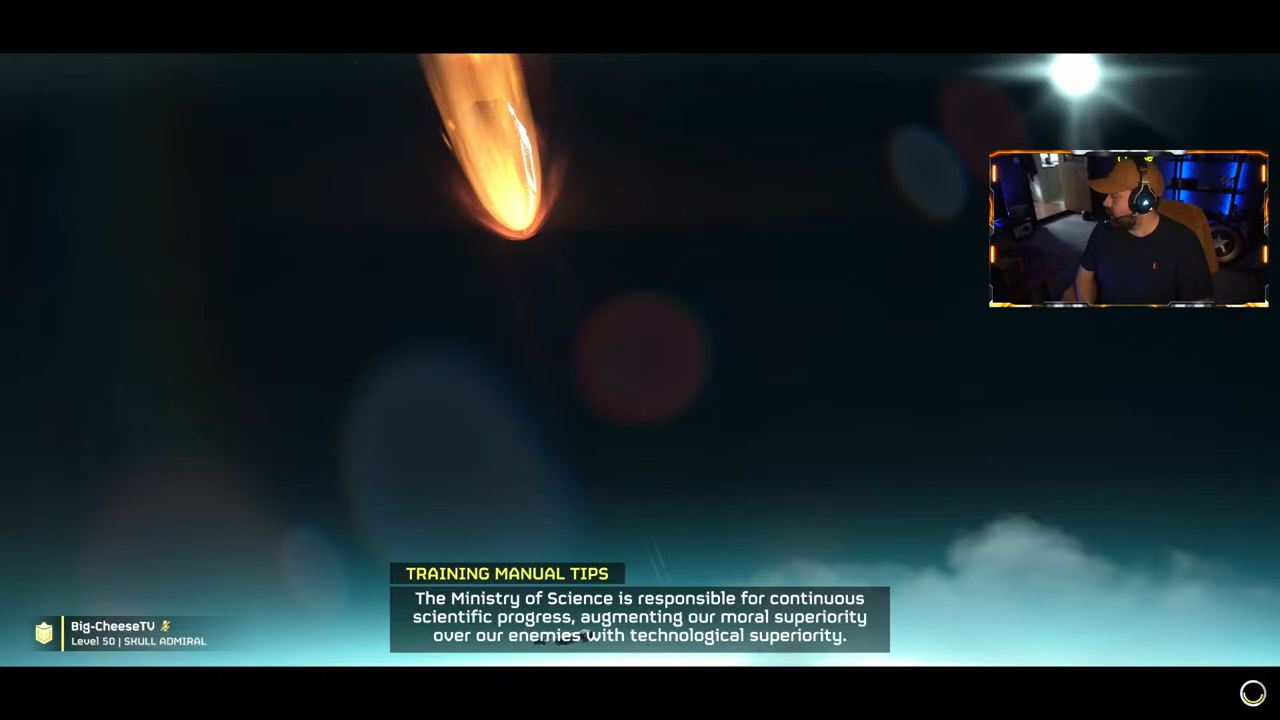 TRAINING MANUAL TIPS
The Ministry of Science is responsible for continuous
scientific progress, augmenting our moral superiority
over our enemies with technological superiority.
Big-CheeseTV
Level 50 | SKULL ADMIRAL